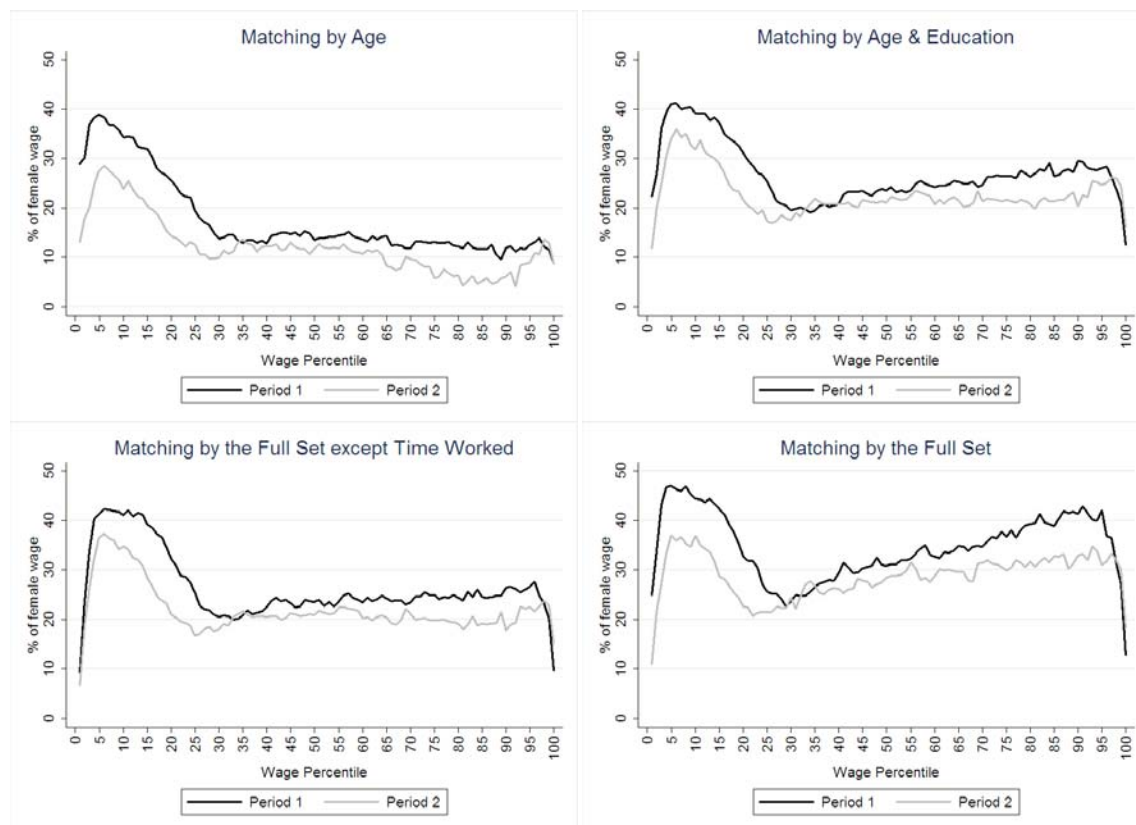 Matching by Age
50
40
30
20
10
0
% of female wage
0 5 10 15 20 25 30 35 40 45 50 55 60 65 70 75 80 85 90 95 100
Wage Percentile
Period 1 Period 2
Matching by Age & Education
50
40
30
20
10
0
% of female wage
0 5 10 15 20 25 30 35 40 45 50 55 60 65 70 75 80 85 90 95 100
Wage Percentile
Period 1 Period 2
Matching by the Full Set except Time Worked
50
40
30
20
10
0
% of female wage
0 5 10 15 20 25 30 35 40 45 50 55 60 65 70 75 80 85 90 95 100
Wage Percentile
Period 1 Period 2
Matching by the Full Set
50
40
30
20
10
0
% of female wage
0 5 10 15 20 25 30 35 40 45 50 55 60 65 70 75 80 85 90 95 100
Wage Percentile
Period 1 Period 2